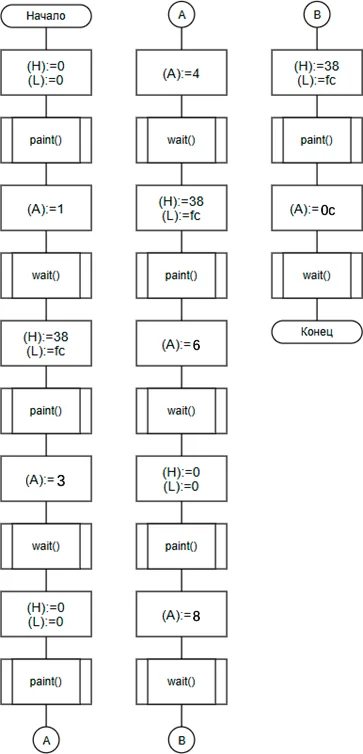 Начало
(H):=0
(L):=0
paint()
(A):=1
wait()
(H):=38
(L):=fc
paint()
(A):=3
wait()
(H):=0
(L):=0
paint()
A
A
(A):=4
wait()
(H):=38
(L):=fc
paint()
(A):=6
wait()
(H):=0
(L):=0
paint()
(A):=8
wait()
B
B
(H):=38
(L):=fc
paint()
(A):=0c
wait()
Конец